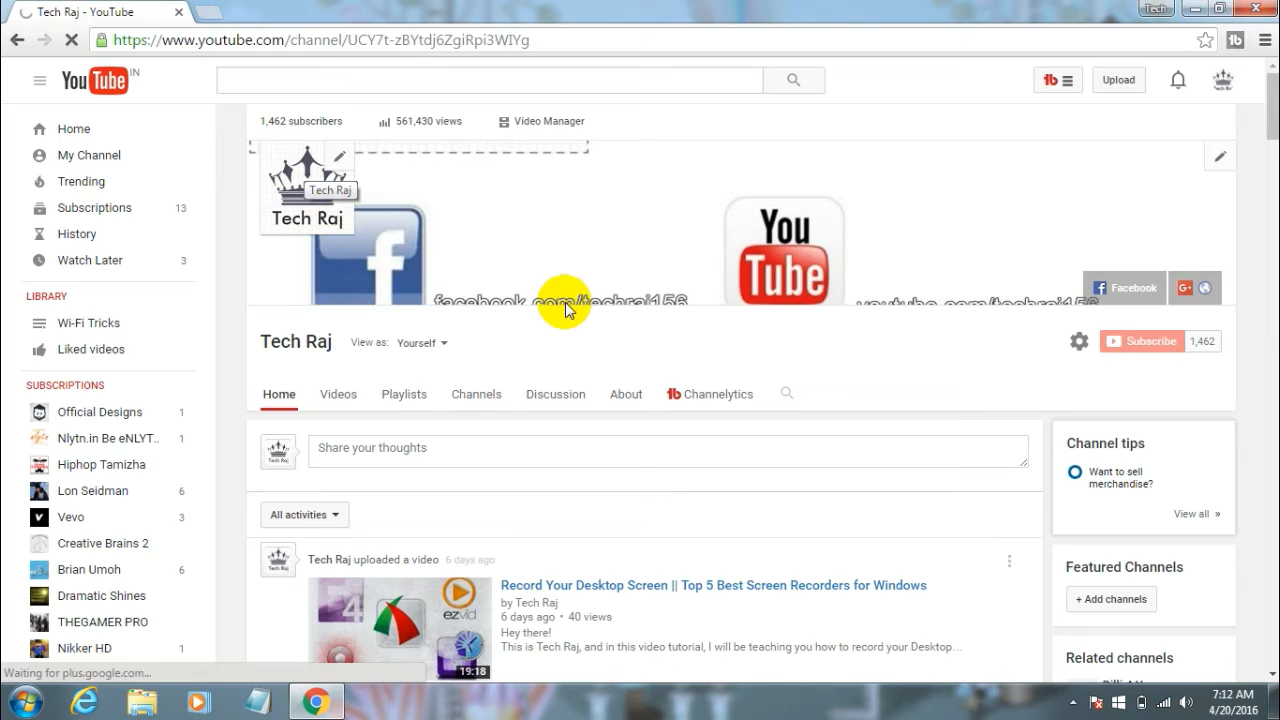 Tech Raj - YouTube
Tech
https://www.youtube.com/channel/UCY7t-zBYtdj6ZgiRpi3WIYg
YouTube IN
Upload
1,462 subscribers
561,430 views
Video Manager
Home
My Channel
Trending
Subscriptions 13
History
Watch Later 3
LIBRARY
Wi-Fi Tricks
Liked videos
SUBSCRIPTIONS
Official Designs 1
Nlytn.in Be eNLYT.. 1
Hiphop Tamizha
Lon Seidman 6
Vevo 3
Creative Brains 2
Brian Umoh 6
Dramatic Shines
THEGAMER PRO
Nikker HD 1
Tech Raj
Tech Raj
facebook.com/techraj156
You
Tube
youtube.com/techraj156
Facebook
Tech Raj
View as: Yourself
Subscribe 1,462
Home Videos Playlists Channels Discussion About Channelytics
Share your thoughts
All activities
Tech Raj uploaded a video 6 days ago
ezvid
19:18
Record Your Desktop Screen || Top 5 Best Screen Recorders for Windows
by Tech Raj
6 days ago • 40 views
Hey there!
This is Tech Raj, and in this video tutorial, I will be teaching you how to record your Desktop...
Channel tips
Want to sell
merchandise?
View all »
Featured Channels
+ Add channels
Related channels
Waiting for plus.google.com...
7:12 AM
4/20/2016